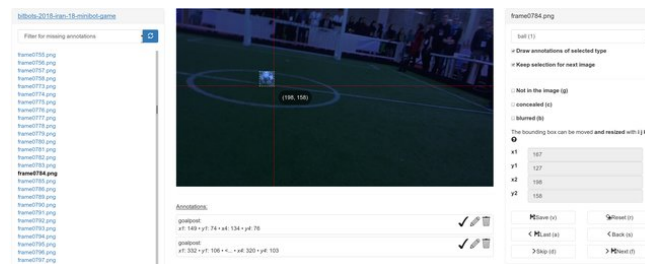 bitbots-2018-iran-16-minibot-game
Filter for missing annotations
frame0755.png
frame0756.png
frame0757.png
frame0758.png
frame0773.png
frame0774.png
frame0775.png
frame0776.png
frame0777.png
frame0778.png
frame0779.png
frame0780.png
frame0781.png
frame0782.png
frame0783.png
frame0784.png
frame0785.png
frame0788.png
frame0789.png
frame0790.png
frame0791.png
frame0792.png
frame0793.png
frame0794.png
frame0795.png
frame0796.png
frame0797.png
(198, 158)
Annotations:
goalpost:
x1: 149 • y1: 74 • x4: 134 • y4: 78
goalpost:
x1: 332 • y1: 106 • <... • x4: 320 • y4: 103
frame0784.png
ball (1)
Draw annotations of selected type
Keep selection for next image
Not in the image (g)
concealed (c)
blurred (b)
The bounding box can be moved and resized with i j
x1 167
y1 127
x2 198
y2 158
Save (v)
Reset (r)
Last (a)
Back (s)
Skip (d)
Next (f)